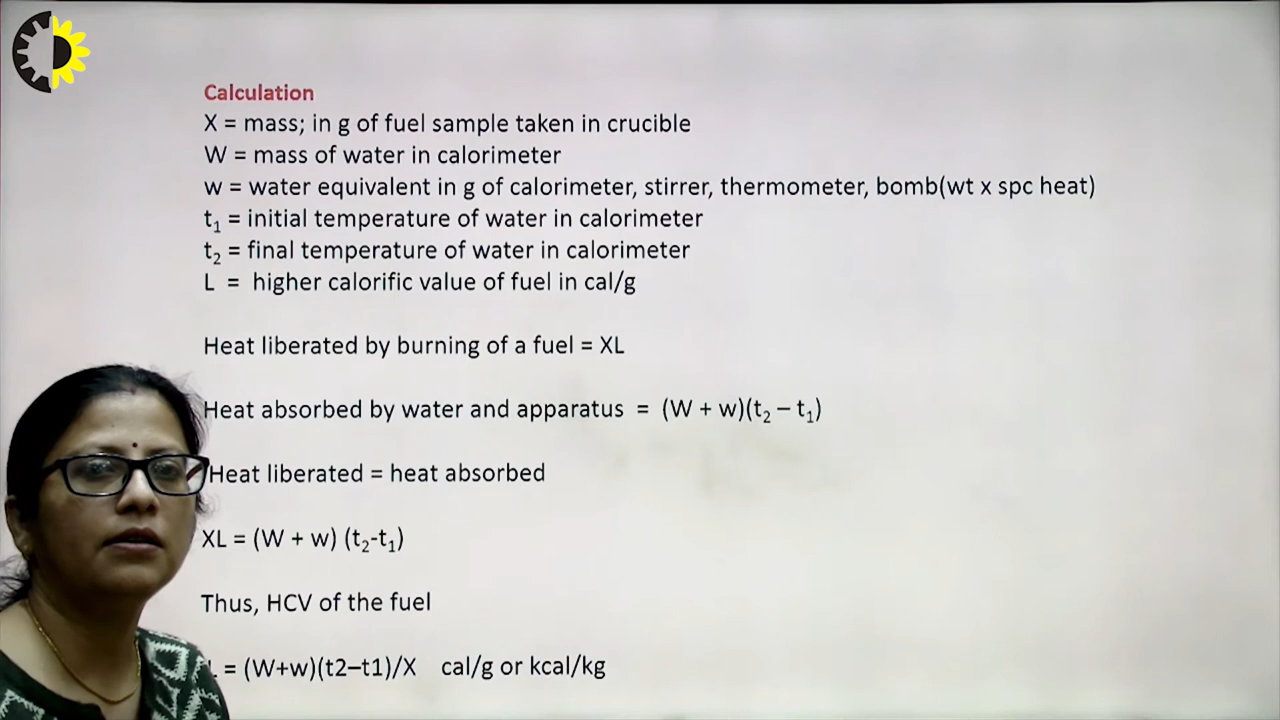 Calculation
X = mass; in g of fuel sample taken in crucible
W = mass of water in calorimeter
w = water equivalent in g of calorimeter, stirrer, thermometer, bomb(wt x spc heat)
t₁ = initial temperature of water in calorimeter
t₂ = final temperature of water in calorimeter
L = higher calorific value of fuel in cal/g
Heat liberated by burning of a fuel = XL
Heat absorbed by water and apparatus = (W + w)(t₂ – t₁)
Heat liberated = heat absorbed
XL = (W + w) (t₂-t₁)
Thus, HCV of the fuel
L = (W+w)(t2–t1)/X cal/g or kcal/kg